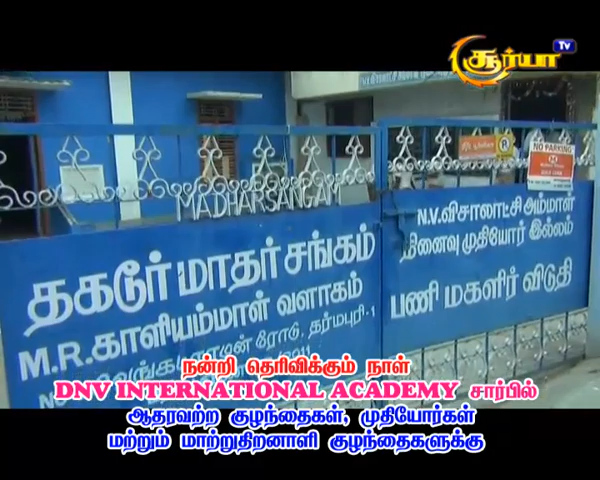 சூர்யா Tv
NO PARKING
MADHARSANGAM
தகடூர் மாதர் சங்கம்
M.R.காளியம்மாள் வளாகம்
ரோடு, தர்மபுரி-1
N.V.விசாலாட்சி அம்மாள்
நினைவு முதியோர் இல்லம்
பணி மகளிர் விடுதி
நன்றி தெரிவிக்கும் நாள்
DNV INTERNATIONAL ACADEMY சார்பில்
ஆதரவற்ற குழந்தைகள், முதியோர்கள்
மற்றும் மாற்றுதிறனாளி குழந்தைகளுக்கு